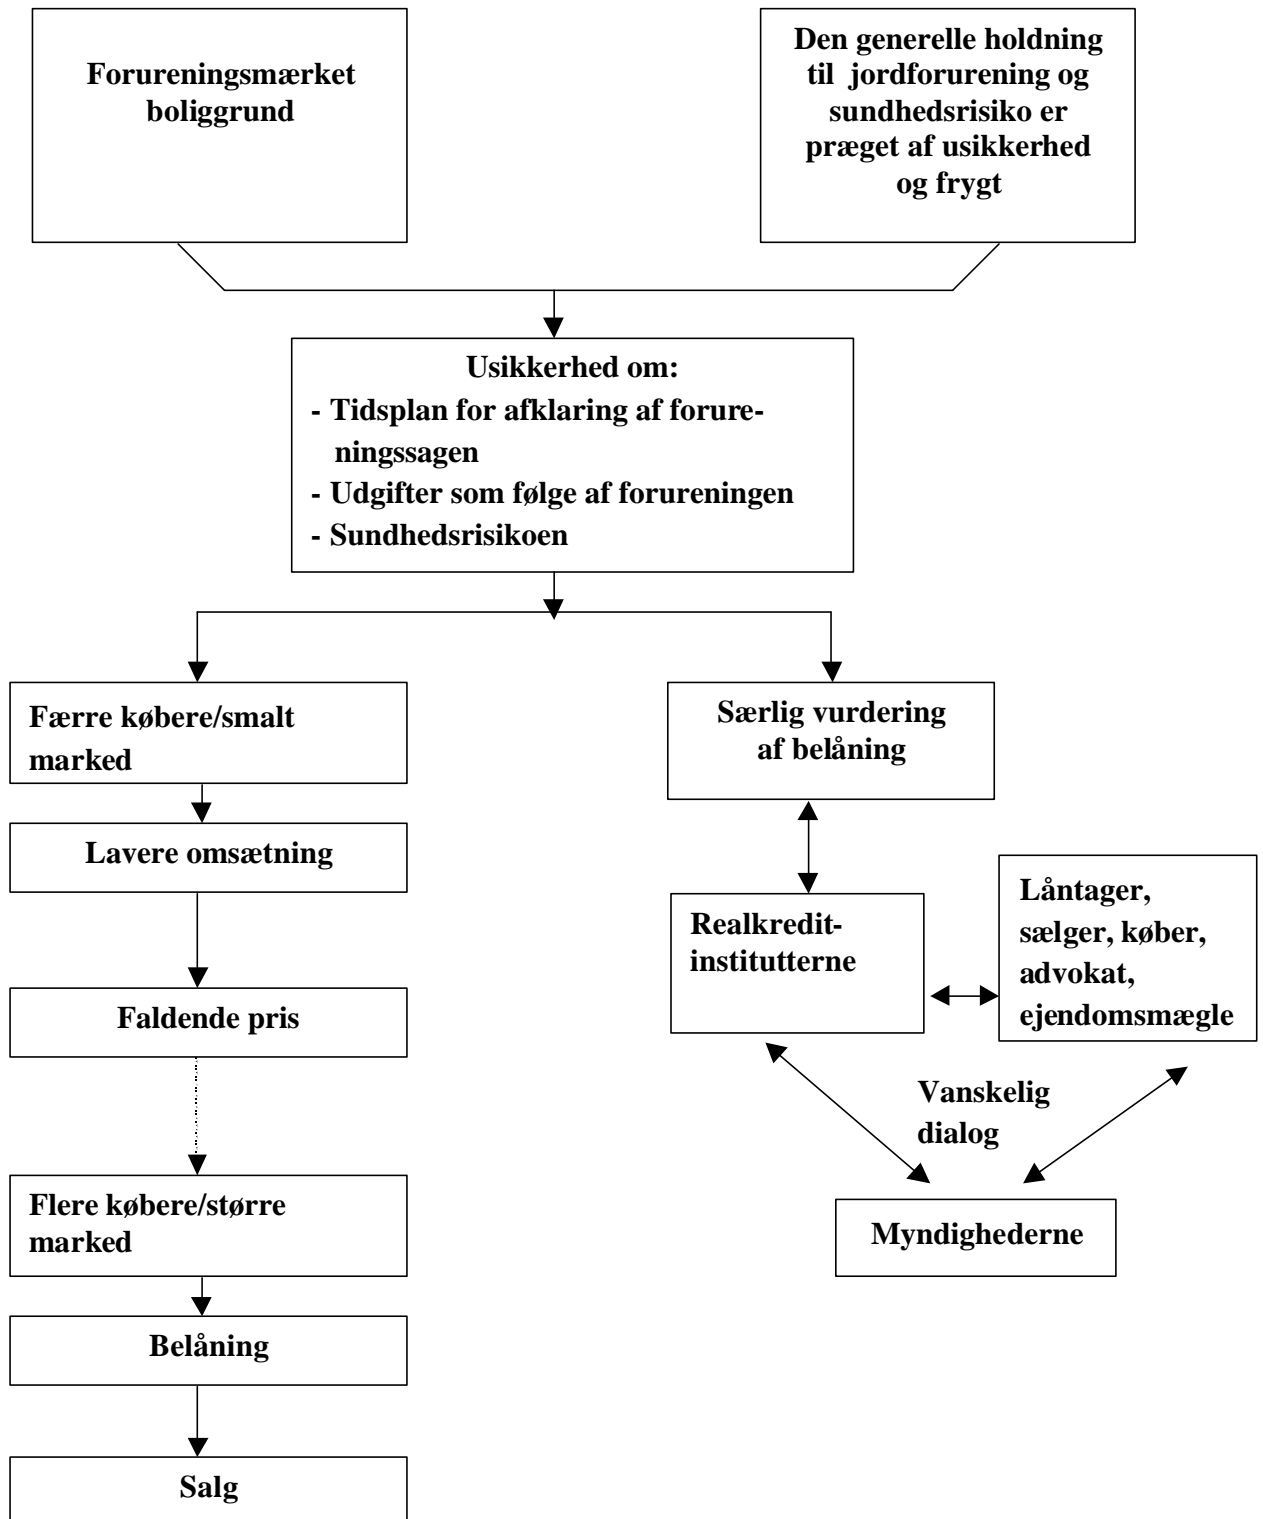 Forureningsmærket
boliggrund
Den generelle holdning
til jordforurening og
sundhedsrisiko er
præget af usikkerhed
og frygt
Usikkerhed om:
- Tidsplan for afklaring af forure-
ningssagen
- Udgifter som følge af forureningen
- Sundhedsrisikoen
Færre købere/smalt
marked
Lavere omsætning
Faldende pris
Flere købere/større
marked
Belåning
Salg
Særlig vurdering
af belåning
Realkredit-
institutterne
Låntager,
sælger, køber,
advokat,
ejendomsmægle
Vanskelig
dialog
Myndighederne